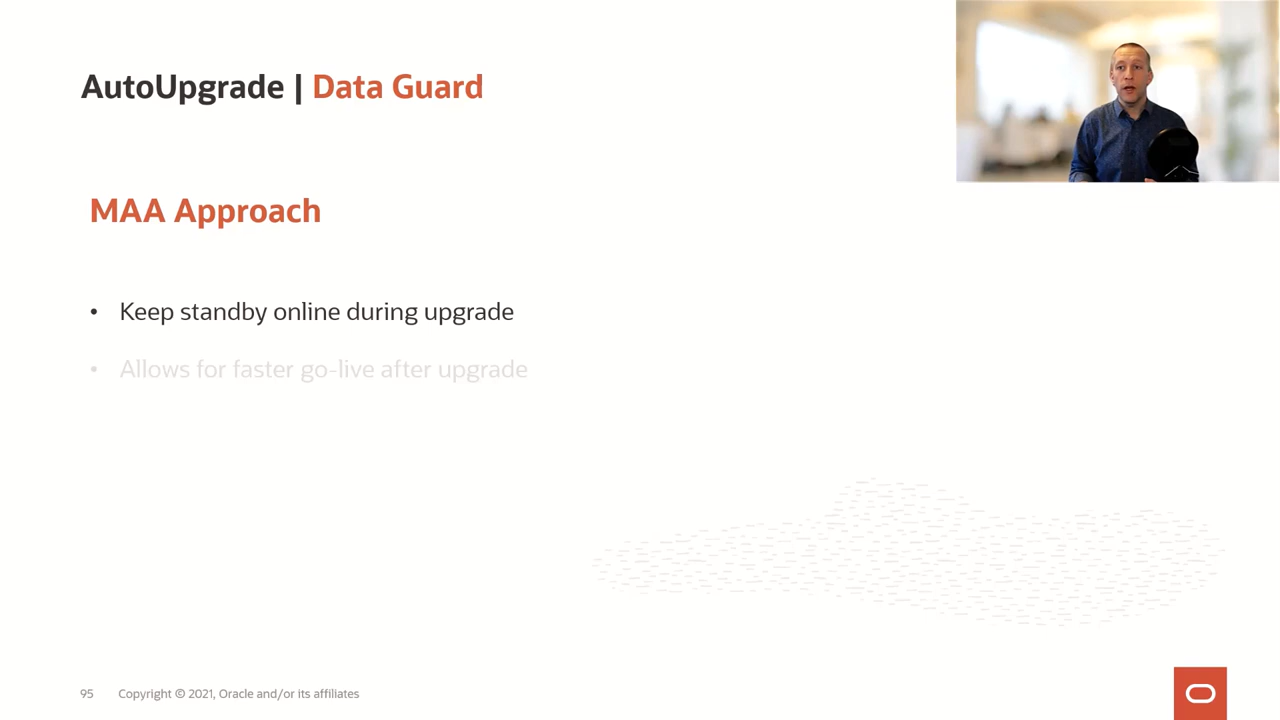 AutoUpgrade | Data Guard
MAA Approach
• Keep standby online during upgrade
• Allows for faster go-live after upgrade
95 Copyright © 2021, Oracle and/or its affiliates